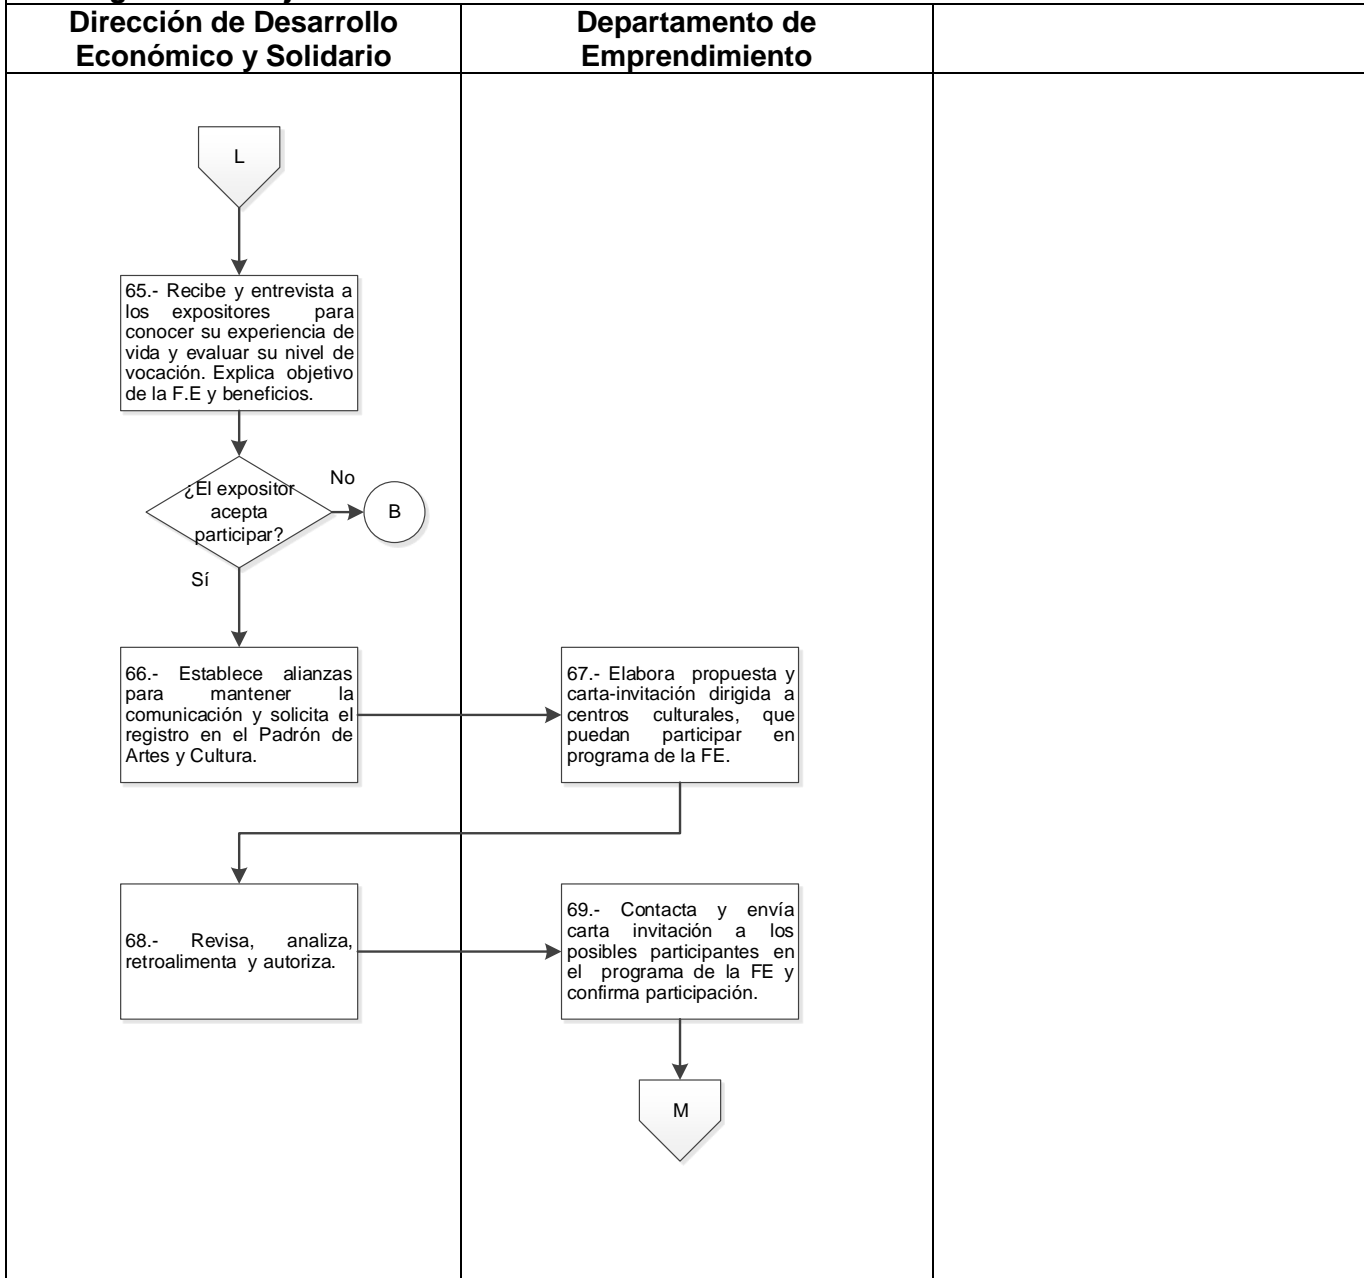 Dirección de Desarrollo
Económico y Solidario
Departamento de
Emprendimiento
L
65.- Recibe y entrevista a
los expositores para
conocer su experiencia de
vida y evaluar su nivel de
vocación. Explica objetivo
de la F.E y beneficios.
¿El expositor
acepta
participar?
No
B
Sí
66.- Establece alianzas
para mantener la
comunicación y solicita el
registro en el Padrón de
Artes y Cultura.
67.- Elabora propuesta y
carta-invitación dirigida a
centros culturales, que
puedan participar en
programa de la FE.
68.- Revisa, analiza,
retroalimenta y autoriza.
69.- Contacta y envía
carta invitación a los
posibles participantes en
el programa de la FE y
confirma participación.
M